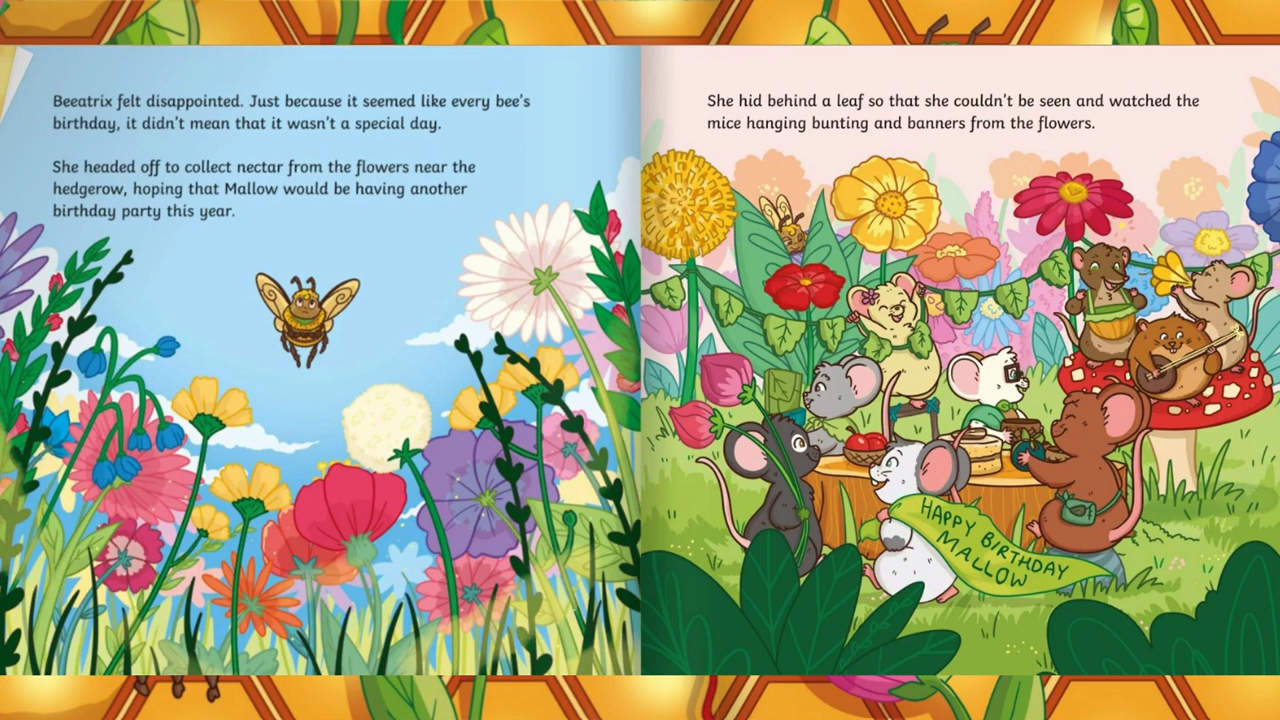 Beeatrix felt disappointed. Just because it seemed like every bee's
birthday, it didn't mean that it wasn't a special day.
She headed off to collect nectar from the flowers near the
hedgerow, hoping that Mallow would be having another
birthday party this year.
She hid behind a leaf so that she couldn't be seen and watched the
mice hanging bunting and banners from the flowers.
HAPPY BIRTHDAY
MALLOW